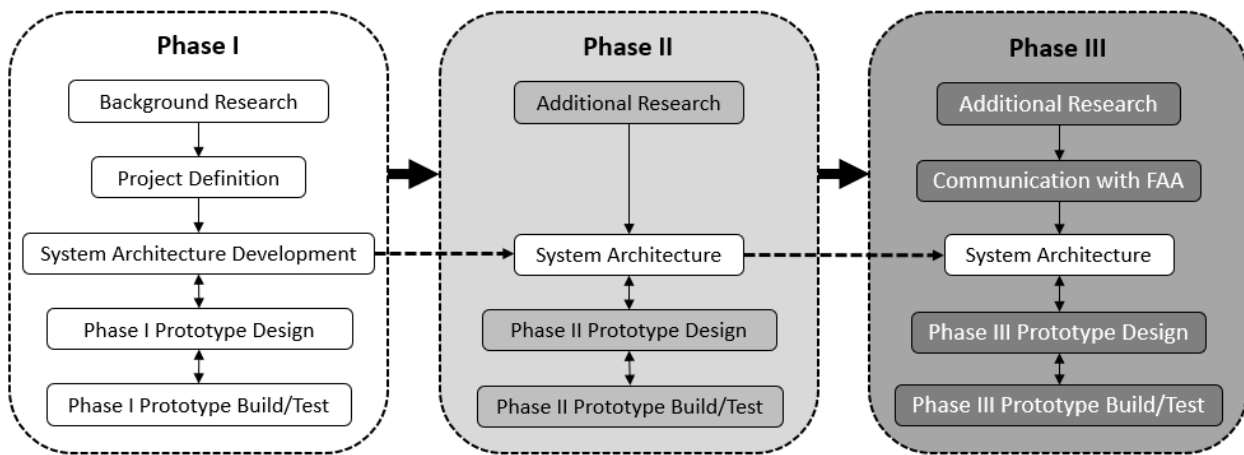 Phase I
Background Research
Project Definition
System Architecture Development
Phase I Prototype Design
Phase I Prototype Build/Test
Phase II
Additional Research
System Architecture
Phase II Prototype Design
Phase II Prototype Build/Test
Phase III
Additional Research
Communication with FAA
System Architecture
Phase III Prototype Design
Phase III Prototype Build/Test